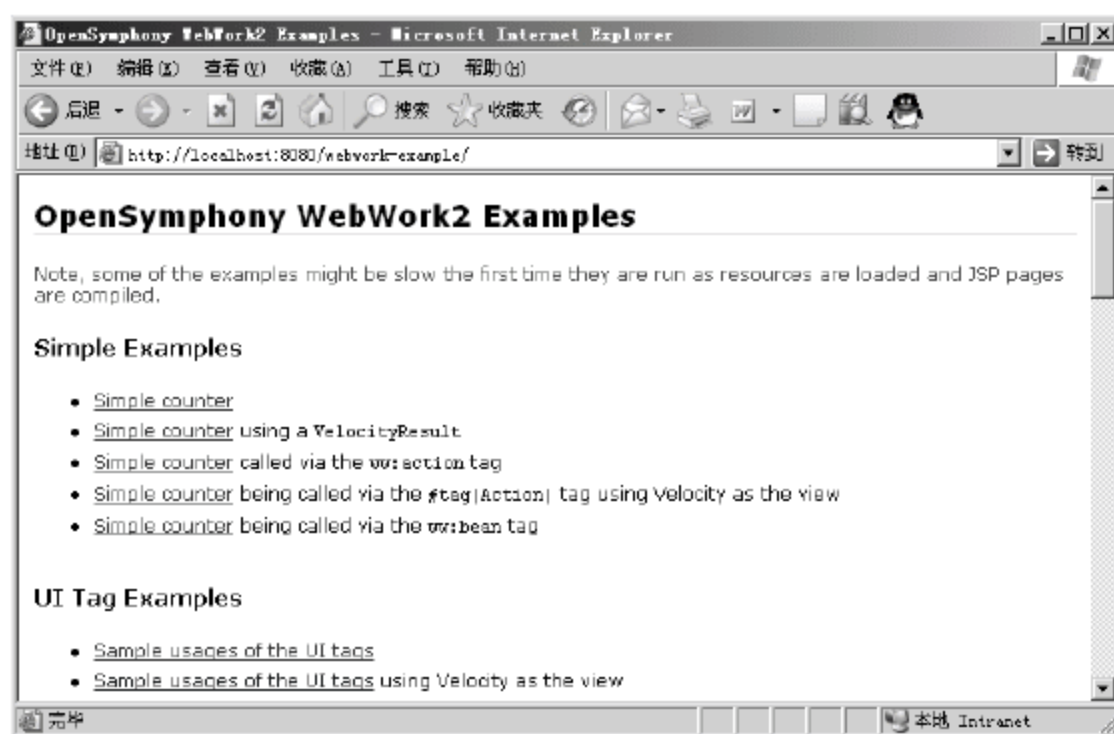 OpenSymphony WebWork2 Examples - Microsoft Internet Explorer
文件(F) 编辑(E) 查看(V) 收藏(A) 工具(T) 帮助(H)
后退 搜索 收藏夹
地址(D) http://localhost:8080/webwork-example/ 转到
OpenSymphony WebWork2 Examples
Note, some of the examples might be slow the first time they are run as resources are loaded and JSP pages
are compiled.
Simple Examples
• Simple counter
• Simple counter using a VelocityResult
• Simple counter called via the ww:action tag
• Simple counter being called via the #tag|Action| tag using Velocity as the view
• Simple counter being called via the ww:bean tag
UI Tag Examples
• Sample usages of the UI tags
• Sample usages of the UI tags using Velocity as the view
完毕 本地 Intranet